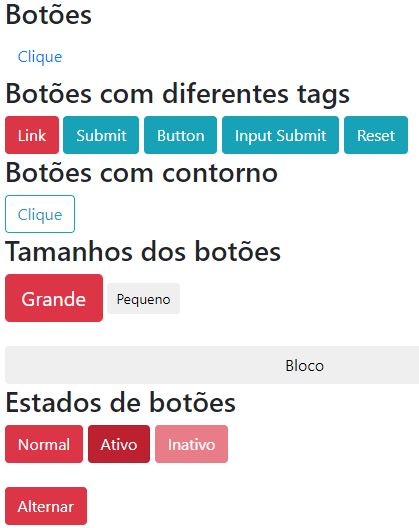 Botões
Clique
Botões com diferentes tags
Link Submit Button Input Submit Reset
Botões com contorno
Clique
Tamanhos dos botões
Grande Pequeno
Bloco
Estados de botões
Normal Ativo Inativo
Alternar